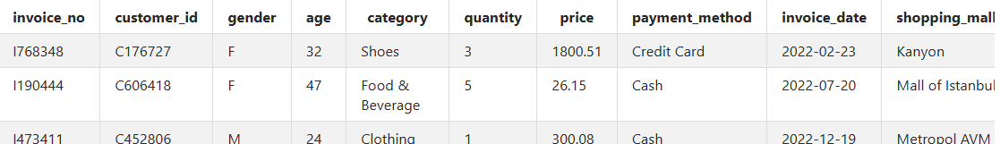 invoice_no customer_id gender age category quantity price payment_method invoice_date shopping_mall
I768348 C176727 F 32 Shoes 3 1800.51 Credit Card 2022-02-23 Kanyon
I190444 C606418 F 47 Food & 5 26.15 Cash 2022-07-20 Mall of Istanbul
Beverage
I473411 C452806 M 24 Clothing 1 300.08 Cash 2022-12-19 Metropol AVM